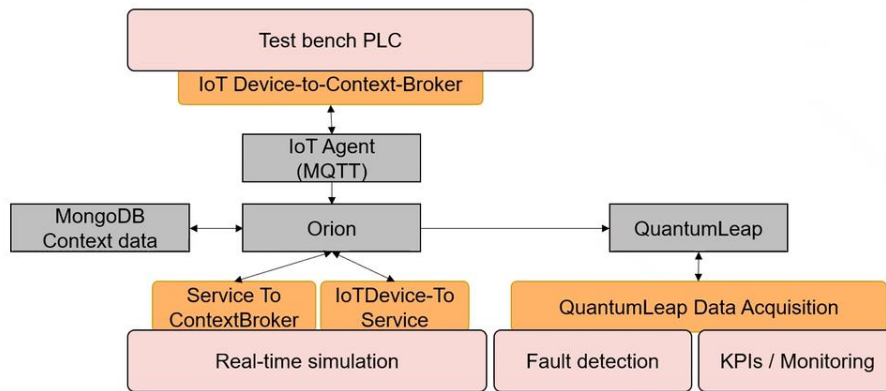 Test bench PLC
IoT Device-to-Context-Broker
IoT Agent
(MQTT)
MongoDB
Context data
Orion
QuantumLeap
Service To
ContextBroker
IoTDevice-To
Service
QuantumLeap Data Acquisition
Real-time simulation
Fault detection
KPIs / Monitoring